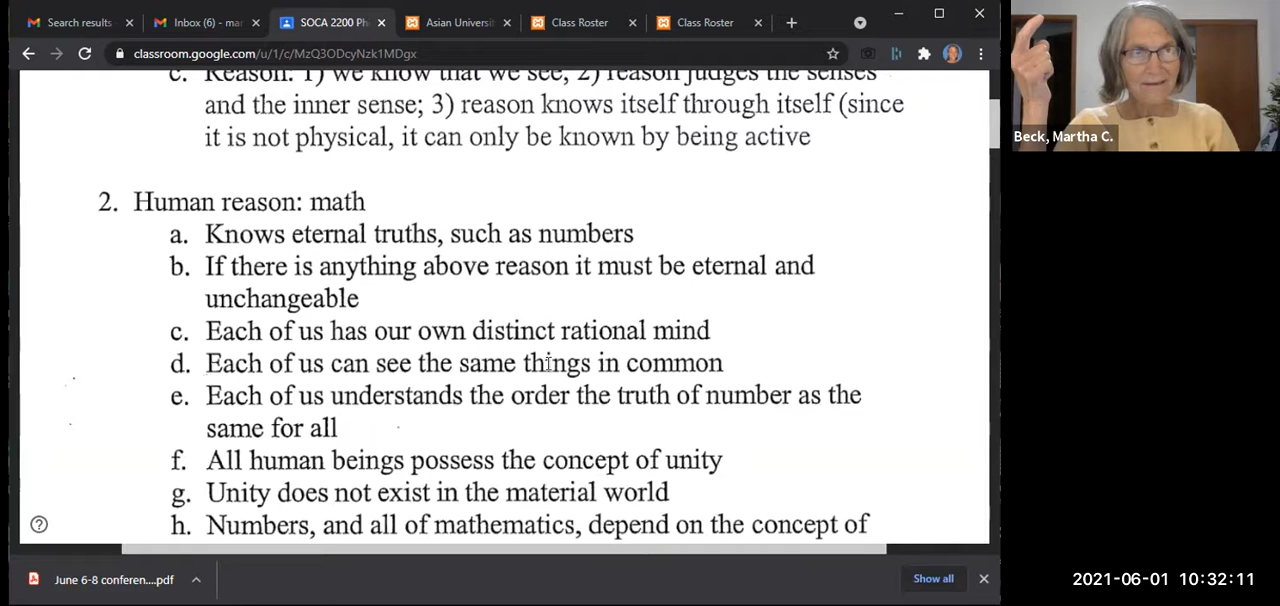 Search results
Inbox (6) - mar
SOCA 2200 Ph
Asian Universit
Class Roster
Class Roster
classroom.google.com/u/1/c/MzQ3ODcyNzk1MDgx
c. Reason: 1) we know that we see; 2) reason judges the senses
and the inner sense; 3) reason knows itself through itself (since
it is not physical, it can only be known by being active
2. Human reason: math
a. Knows eternal truths, such as numbers
b. If there is anything above reason it must be eternal and
unchangeable
c. Each of us has our own distinct rational mind
d. Each of us can see the same things in common
e. Each of us understands the order the truth of number as the
same for all
f. All human beings possess the concept of unity
g. Unity does not exist in the material world
h. Numbers, and all of mathematics, depend on the concept of
June 6-8 conferen....pdf
Show all
Beck, Martha C.
2021-06-01 10:32:11